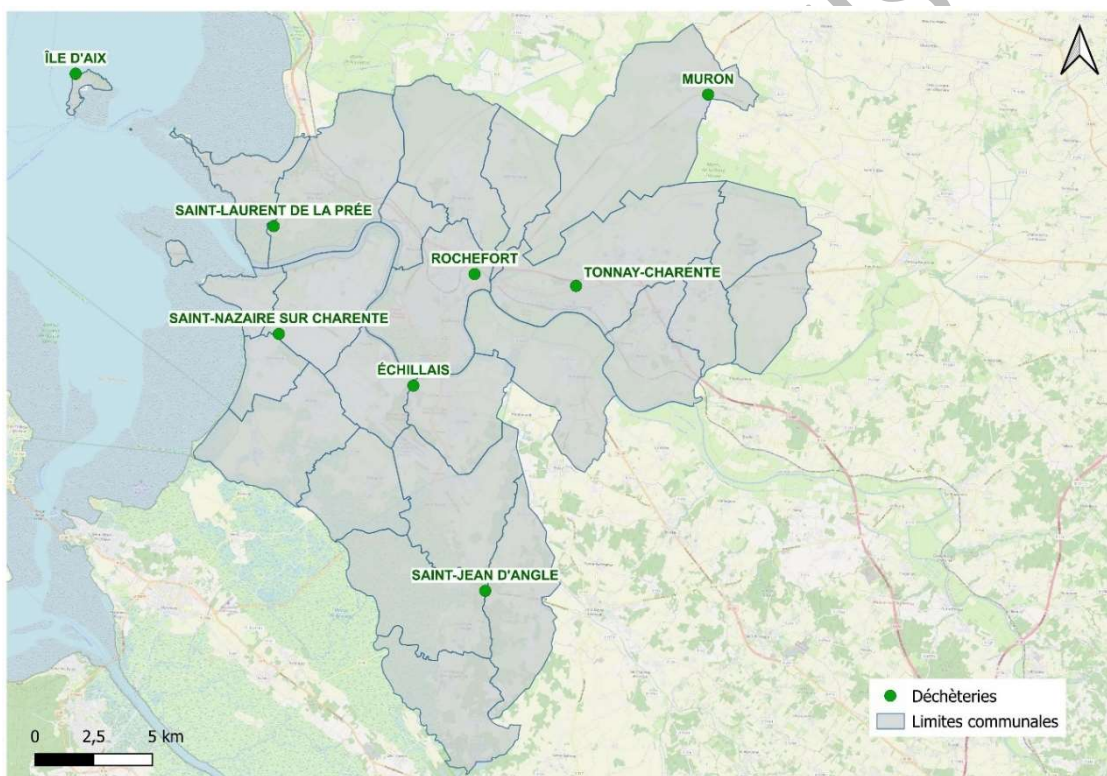 ÎLE D'AIX
MURON
SAINT-LAURENT DE LA PRÉE
ROCHEFORT
TONNAY-CHARENTE
SAINT-NAZAIRE SUR CHARENTE
ÉCHILLAIS
SAINT-JEAN D'ANGLE
Déchèteries
Limites communales
0 2,5 5 km